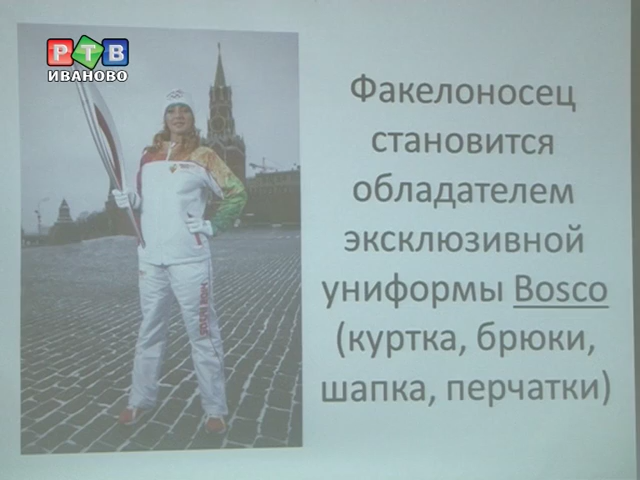 РТВ
ИВАНОВО
Факелоносец
становится
обладателем
эксклюзивной
униформы Bosco
(куртка, брюки,
шапка, перчатки)